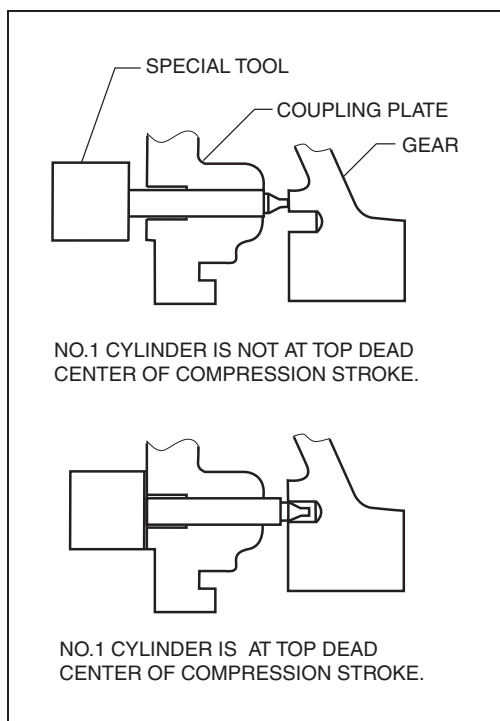 SPECIAL TOOL
COUPLING PLATE
GEAR
NO.1 CYLINDER IS NOT AT TOP DEAD
CENTER OF COMPRESSION STROKE.
NO.1 CYLINDER IS  AT TOP DEAD
CENTER OF COMPRESSION STROKE.